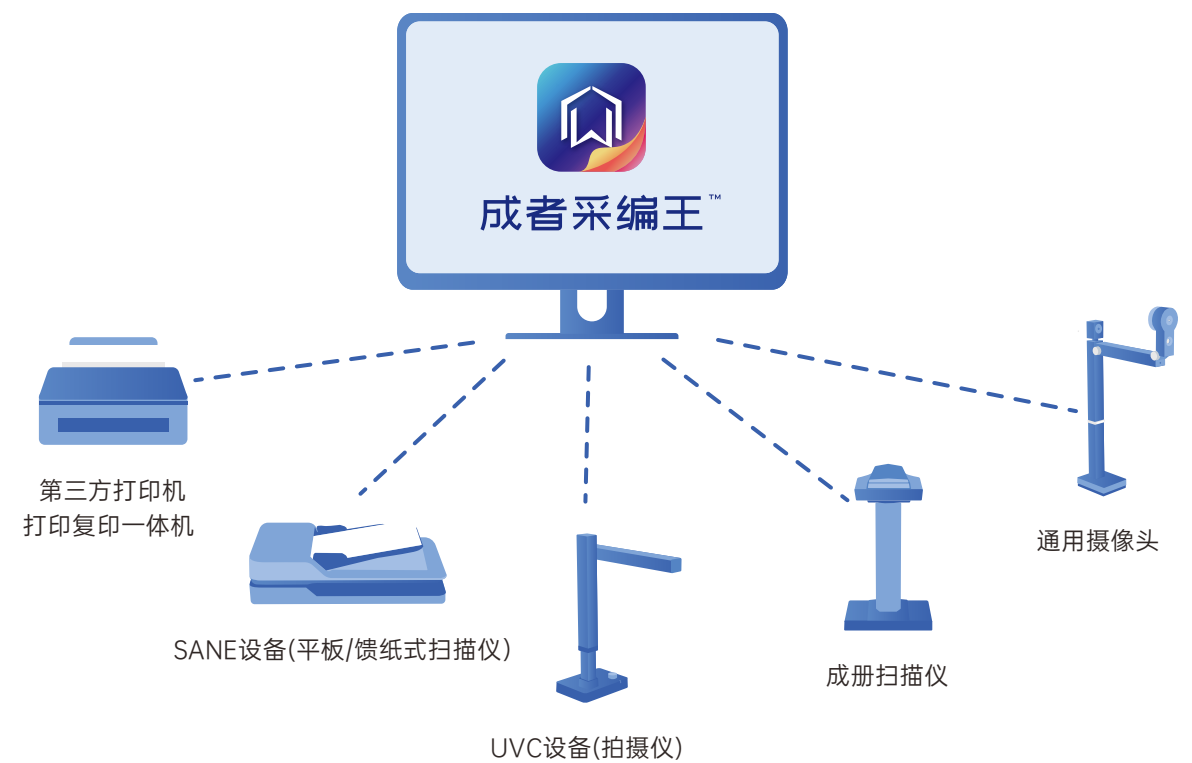 成者采编王™
第三方打印机
打印复印一体机
通用摄像头
SANE设备(平板/馈纸式扫描仪)
成册扫描仪
UVC设备(拍摄仪)